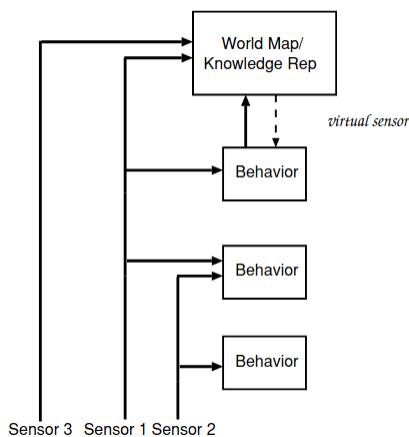 World Map/
Knowledge Rep
virtual sensor
Behavior
Behavior
Behavior
Sensor 3 Sensor 1 Sensor 2